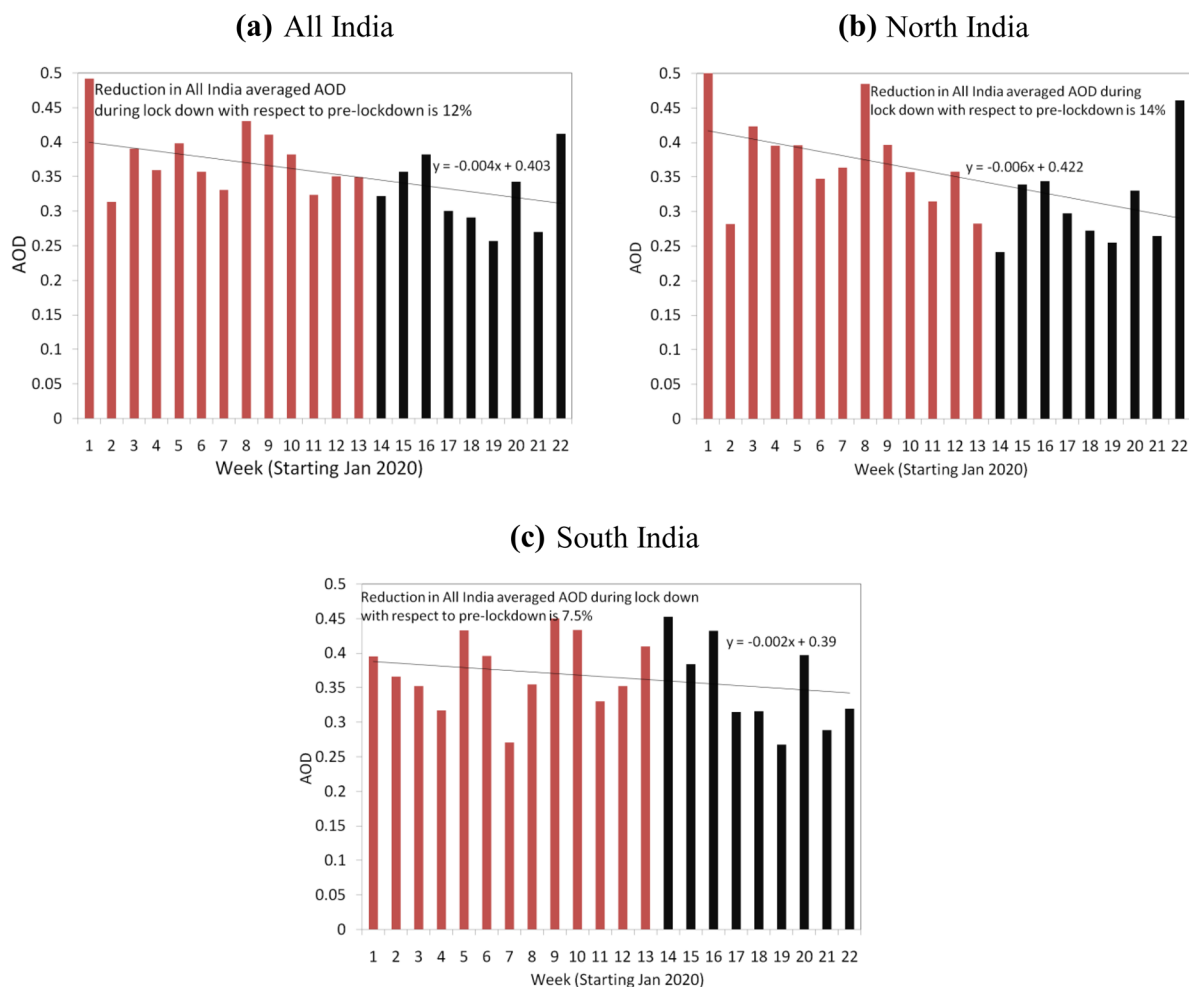 (a) All India
Reduction in All India averaged AOD
during lock down with respect to pre-lockdown is 12%
y = -0.004x + 0.403
AOD
0.5
0.45
0.4
0.35
0.3
0.25
0.2
0.15
0.1
0.05
0
1 2 3 4 5 6 7 8 9 10 11 12 13 14 15 16 17 18 19 20 21 22
Week (Starting Jan 2020)
(b) North India
Reduction in All India averaged AOD during
lock down with respect to pre-lockdown is 14%
y = -0.006x + 0.422
AOD
0.5
0.45
0.4
0.35
0.3
0.25
0.2
0.15
0.1
0.05
0
1 2 3 4 5 6 7 8 9 10 11 12 13 14 15 16 17 18 19 20 21 22
Week (Starting Jan 2020)
(c) South India
Reduction in All India averaged AOD during lock down
with respect to pre-lockdown is 7.5%
y = -0.002x + 0.39
AOD
0.5
0.45
0.4
0.35
0.3
0.25
0.2
0.15
0.1
0.05
0
1 2 3 4 5 6 7 8 9 10 11 12 13 14 15 16 17 18 19 20 21 22
Week (Starting Jan 2020)